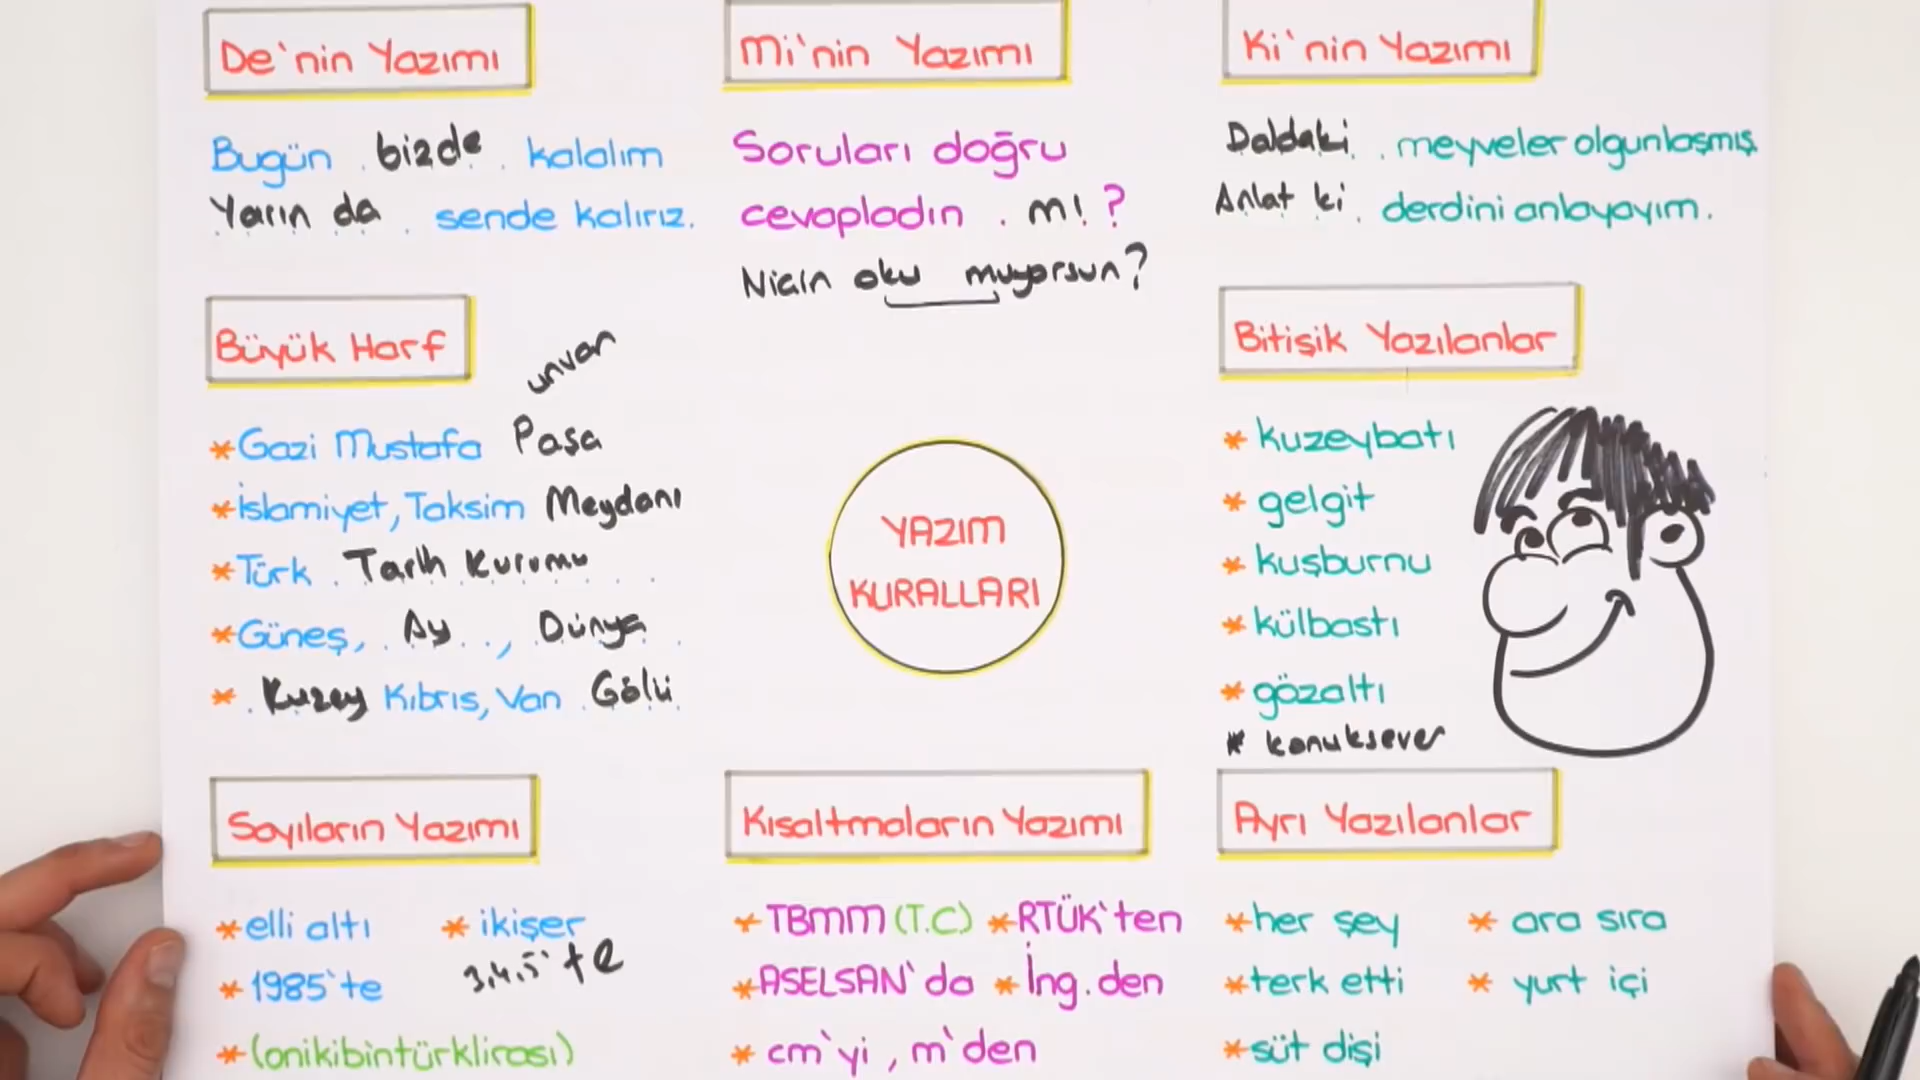 De'nin Yazımı
Bugün bizde kalalım
Yarın da sende kalırız.
Mi'nin Yazımı
Soruları doğru
cevapladın mı?
Nicin oku muyorsun?
Ki'nin Yazımı
Daldaki meyveler olgunlaşmış.
Anlat ki derdini anlayayım.
Büyük Harf
unvan
*Gazi Mustafa Paşa
*İslamiyet, Taksim Meydanı
*Türk Tarih Kurumu
*Güneş, Ay, Dünya
*Kuzey Kıbrıs, Van Gölü
YAZIM
KURALLARI
Bitişik Yazılanlar
* kuzeybatı
* gelgit
* kuşburnu
* külbastı
* gözaltı
* konuksever
Sayıların Yazımı
*elli altı * ikişer
*1985'te 3,4,5'te
*(onikibintürklirası)
Kısaltmaların Yazımı
*TBMM (T.C) *RTÜK'ten
*ASELSAN'da *İng.den
* cm'yi, m'den
Ayrı Yazılanlar
*her şey * ara sıra
*terk etti * yurt içi
*süt dişi